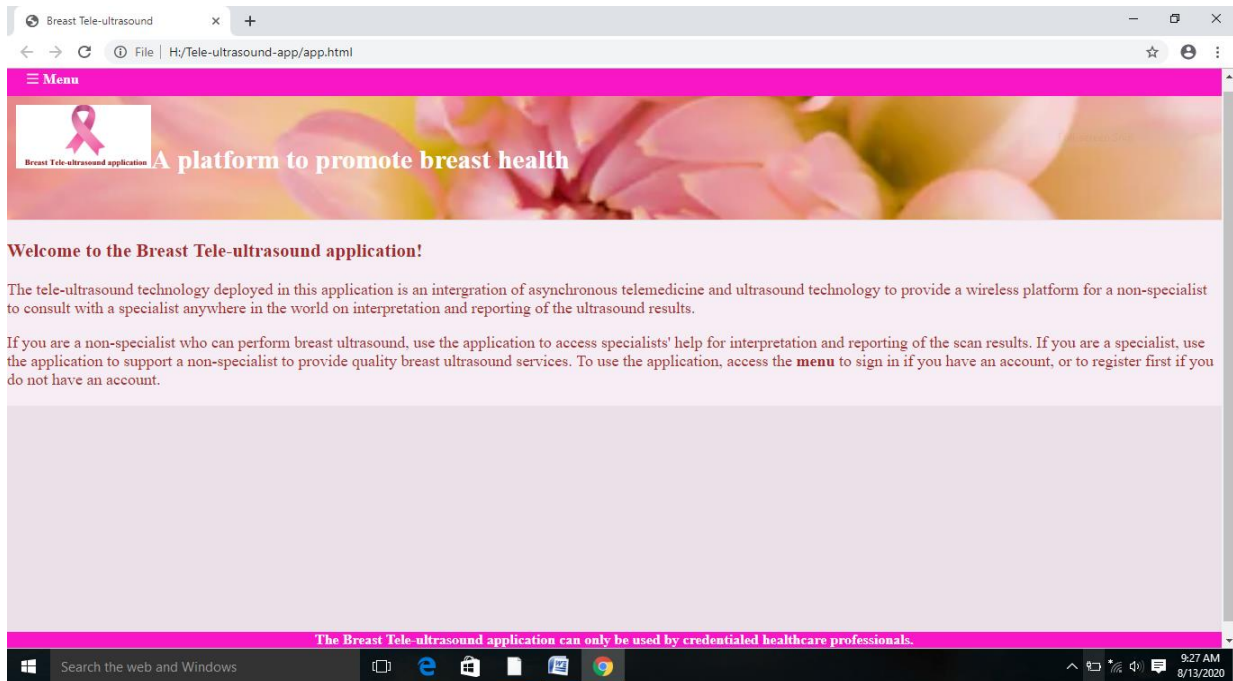 Breast Tele-ultrasound
File | H:/Tele-ultrasound-app/app.html
☰ Menu
Breast Tele-ultrasound application
A platform to promote breast health
Welcome to the Breast Tele-ultrasound application!
The tele-ultrasound technology deployed in this application is an intergration of asynchronous telemedicine and ultrasound technology to provide a wireless platform for a non-specialist
to consult with a specialist anywhere in the world on interpretation and reporting of the ultrasound results.
If you are a non-specialist who can perform breast ultrasound, use the application to access specialists' help for interpretation and reporting of the scan results. If you are a specialist, use
the application to support a non-specialist to provide quality breast ultrasound services. To use the application, access the menu to sign in if you have an account, or to register first if you
do not have an account.
The Breast Tele-ultrasound application can only be used by credentialed healthcare professionals.
Search the web and Windows
9:27 AM
8/13/2020